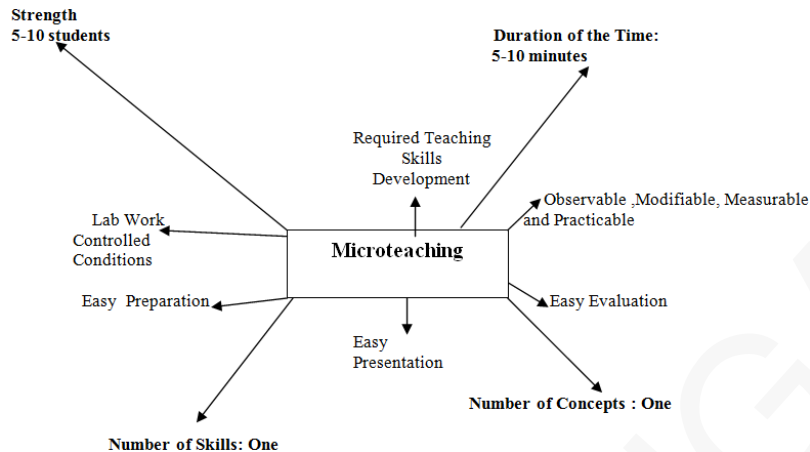 Strength
5-10 students
Duration of the Time:
5-10 minutes
Required Teaching
Skills
Development
Observable ,Modifiable, Measurable
and Practicable
Lab Work
Controlled
Conditions
Microteaching
Easy Preparation
Easy Evaluation
Easy
Presentation
Number of Concepts : One
Number of Skills: One